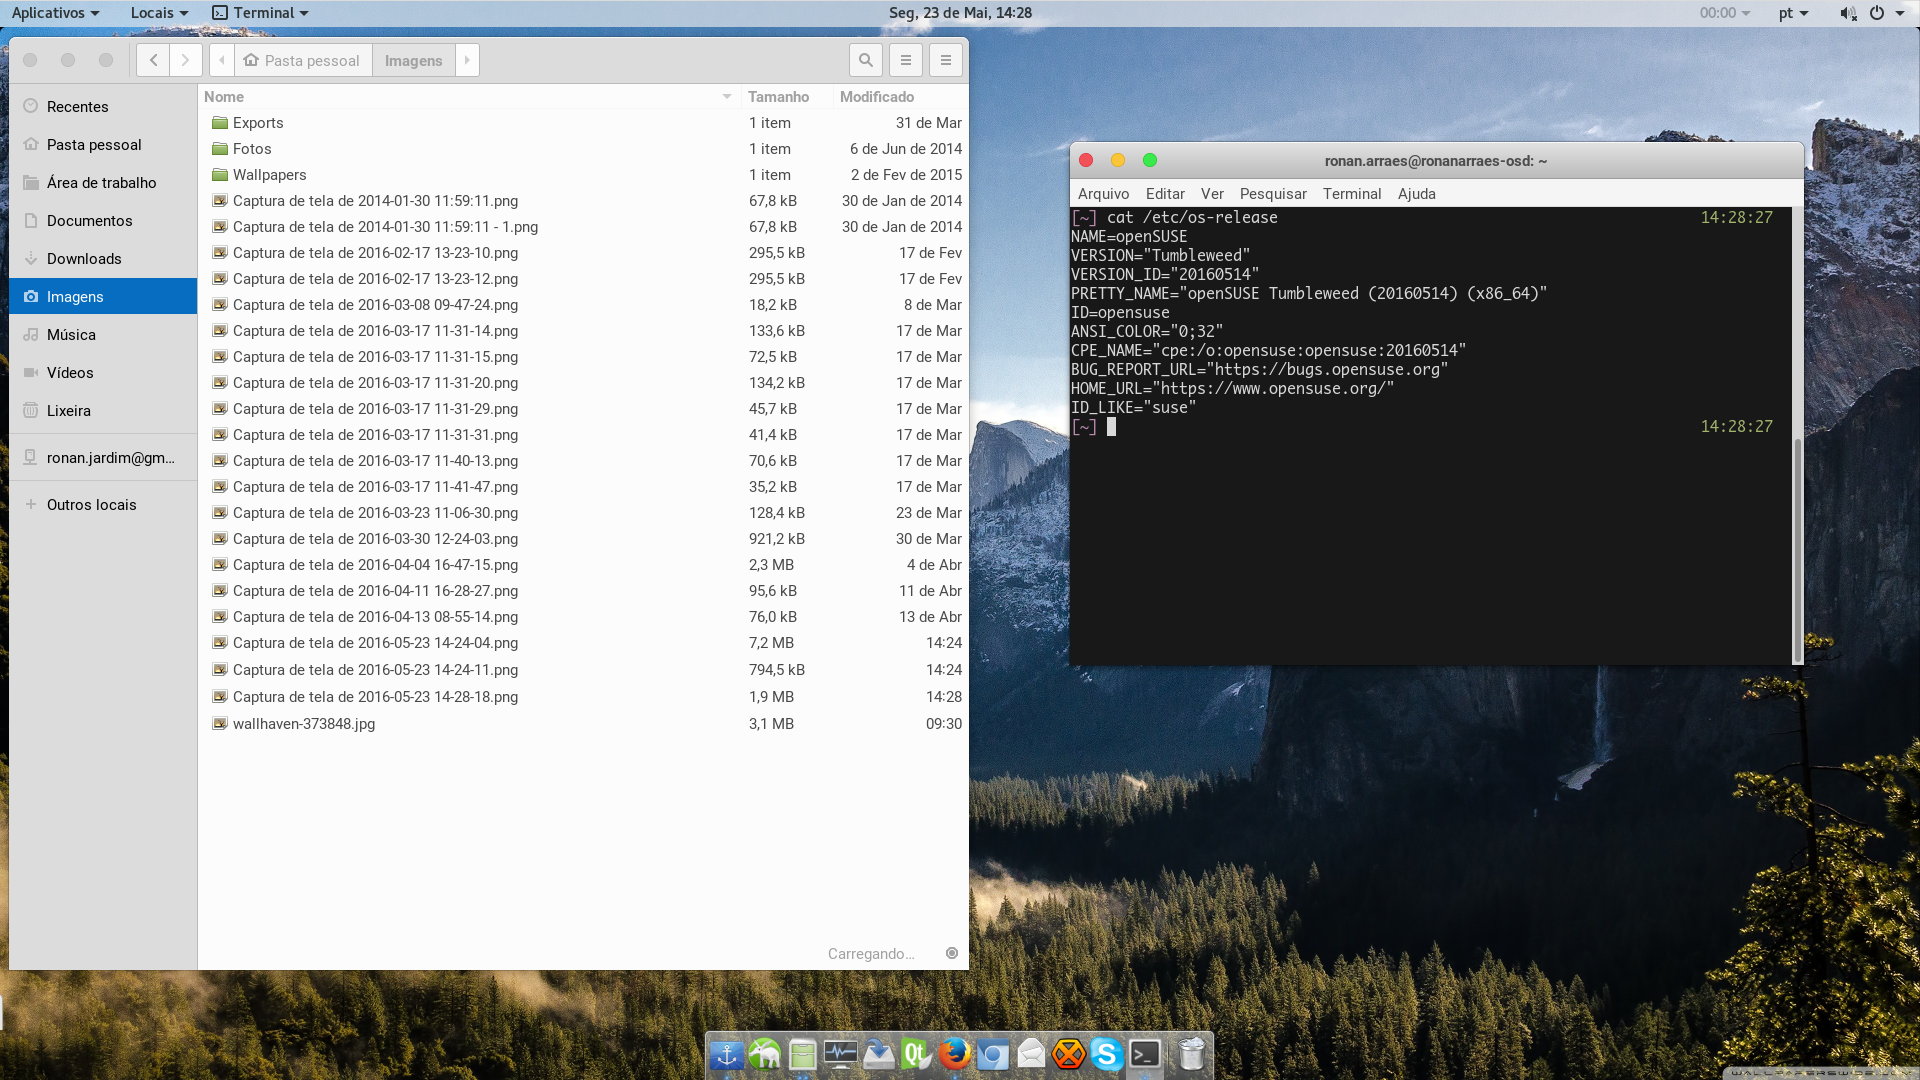 Aplicativos Locais Terminal Seg, 23 de Mai, 14:28 00:00 pt
Pasta pessoal Imagens
Recentes
Pasta pessoal
Área de trabalho
Documentos
Downloads
Imagens
Música
Vídeos
Lixeira
ronan.jardim@gm...
Outros locais
Nome Tamanho Modificado
Exports 1 item 31 de Mar
Fotos 1 item 6 de Jun de 2014
Wallpapers 1 item 2 de Fev de 2015
Captura de tela de 2014-01-30 11:59:11.png 67,8 kB 30 de Jan de 2014
Captura de tela de 2014-01-30 11:59:11 - 1.png 67,8 kB 30 de Jan de 2014
Captura de tela de 2016-02-17 13-23-10.png 295,5 kB 17 de Fev
Captura de tela de 2016-02-17 13-23-12.png 295,5 kB 17 de Fev
Captura de tela de 2016-03-08 09-47-24.png 18,2 kB 8 de Mar
Captura de tela de 2016-03-17 11-31-14.png 133,6 kB 17 de Mar
Captura de tela de 2016-03-17 11-31-15.png 72,5 kB 17 de Mar
Captura de tela de 2016-03-17 11-31-20.png 134,2 kB 17 de Mar
Captura de tela de 2016-03-17 11-31-29.png 45,7 kB 17 de Mar
Captura de tela de 2016-03-17 11-31-31.png 41,4 kB 17 de Mar
Captura de tela de 2016-03-17 11-40-13.png 70,6 kB 17 de Mar
Captura de tela de 2016-03-17 11-41-47.png 35,2 kB 17 de Mar
Captura de tela de 2016-03-23 11-06-30.png 128,4 kB 23 de Mar
Captura de tela de 2016-03-30 12-24-03.png 921,2 kB 30 de Mar
Captura de tela de 2016-04-04 16-47-15.png 2,3 MB 4 de Abr
Captura de tela de 2016-04-11 16-28-27.png 95,6 kB 11 de Abr
Captura de tela de 2016-04-13 08-55-14.png 76,0 kB 13 de Abr
Captura de tela de 2016-05-23 14-24-04.png 7,2 MB 14:24
Captura de tela de 2016-05-23 14-24-11.png 794,5 kB 14:24
Captura de tela de 2016-05-23 14-28-18.png 1,9 MB 14:28
wallhaven-373848.jpg 3,1 MB 09:30
Carregando...
ronan.arraes@ronanarraes-osd: ~
Arquivo Editar Ver Pesquisar Terminal Ajuda
[~] cat /etc/os-release 14:28:27
NAME=openSUSE
VERSION="Tumbleweed"
VERSION_ID="20160514"
PRETTY_NAME="openSUSE Tumbleweed (20160514) (x86_64)"
ID=opensuse
ANSI_COLOR="0;32"
CPE_NAME="cpe:/o:opensuse:opensuse:20160514"
BUG_REPORT_URL="https://bugs.opensuse.org"
HOME_URL="https://www.opensuse.org/"
ID_LIKE="suse"
[~] 14:28:27
Qt
S